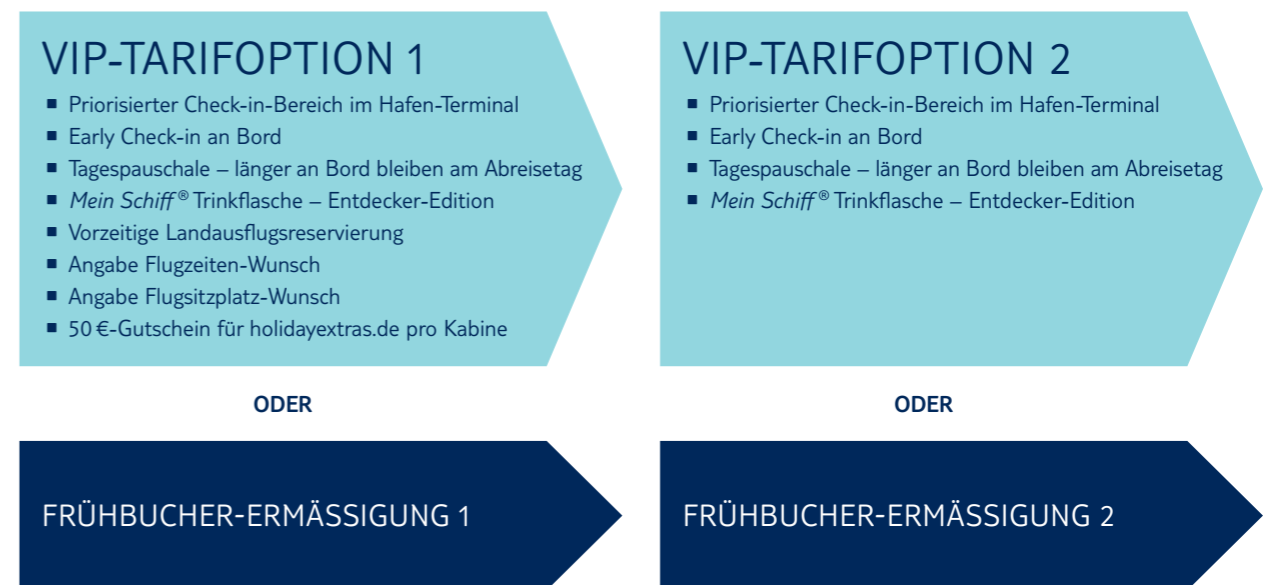 VIP-TARIFOPTION 1
■ Priorisierter Check-in-Bereich im Hafen-Terminal
■ Early Check-in an Bord
■ Tagespauschale – länger an Bord bleiben am Abreisetag
■ Mein Schiff® Trinkflasche – Entdecker-Edition
■ Vorzeitige Landausflugsreservierung
■ Angabe Flugzeiten-Wunsch
■ Angabe Flugsitzplatz-Wunsch
■ 50 €-Gutschein für holidayextras.de pro Kabine
ODER
FRÜHBUCHER-ERMÄSSIGUNG 1
VIP-TARIFOPTION 2
■ Priorisierter Check-in-Bereich im Hafen-Terminal
■ Early Check-in an Bord
■ Tagespauschale – länger an Bord bleiben am Abreisetag
■ Mein Schiff® Trinkflasche – Entdecker-Edition
ODER
FRÜHBUCHER-ERMÄSSIGUNG 2